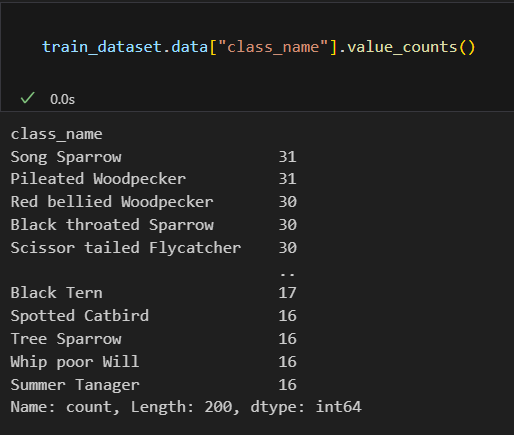 train_dataset.data["class_name"].value_counts()
0.0s
class_name
Song Sparrow 31
Pileated Woodpecker 31
Red bellied Woodpecker 30
Black throated Sparrow 30
Scissor tailed Flycatcher 30
..
Black Tern 17
Spotted Catbird 16
Tree Sparrow 16
Whip poor Will 16
Summer Tanager 16
Name: count, Length: 200, dtype: int64